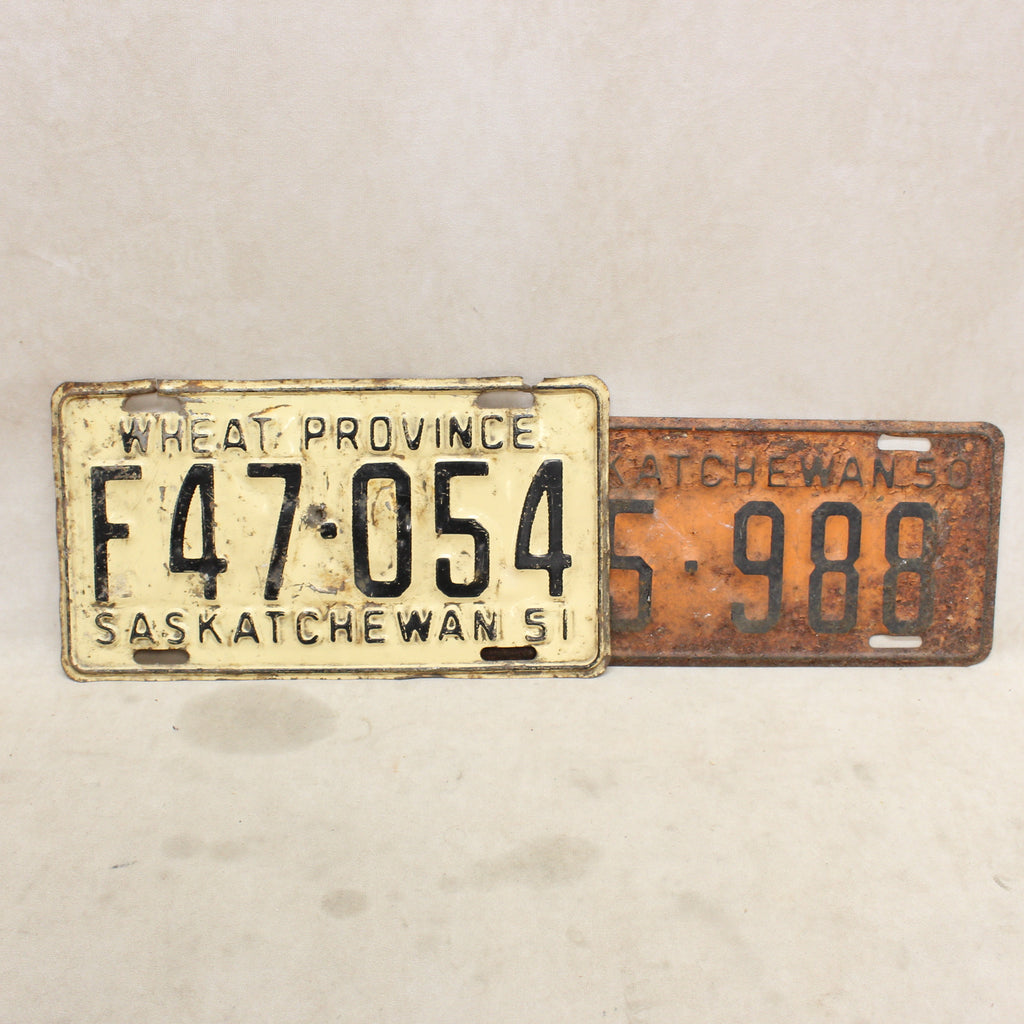 WHEAT PROVINCE
F47·054
SASKATCHEWAN 51
KATCHEWAN 50
5·988